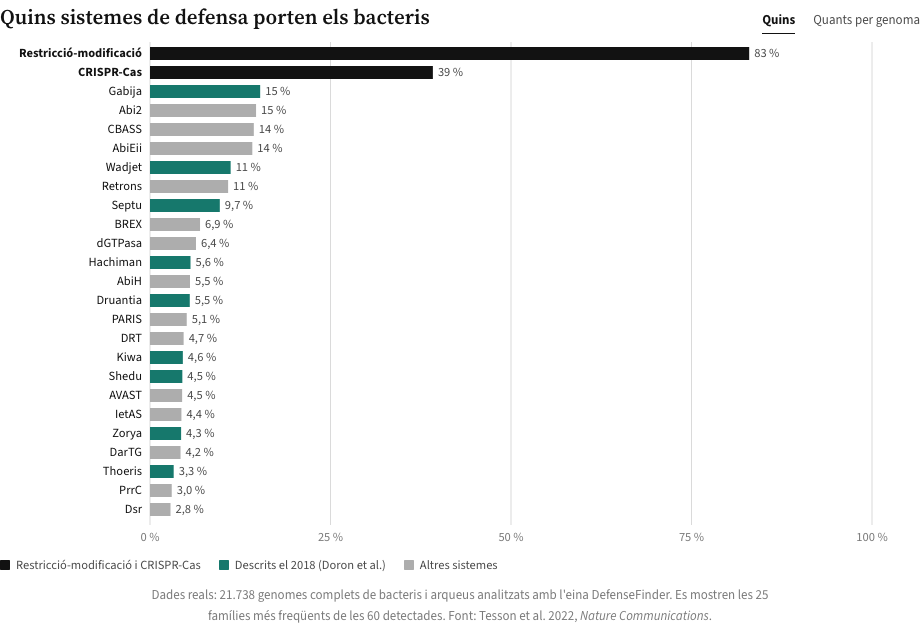 Quins sistemes de defensa porten els bacteris
Quins Quants per genoma
Restricció-modificació 83 %
CRISPR-Cas 39 %
Gabija 15 %
Abi2 15 %
CBASS 14 %
AbiEii 14 %
Wadjet 11 %
Retrons 11 %
Septu 9,7 %
BREX 6,9 %
dGTPasa 6,4 %
Hachiman 5,6 %
AbiH 5,5 %
Druantia 5,5 %
PARIS 5,1 %
DRT 4,7 %
Kiwa 4,6 %
Shedu 4,5 %
AVAST 4,5 %
IetAS 4,4 %
Zorya 4,3 %
DarTG 4,2 %
Thoeris 3,3 %
PrrC 3,0 %
Dsr 2,8 %
0 % 25 % 50 % 75 % 100 %
Restricció-modificació i CRISPR-Cas Descrits el 2018 (Doron et al.) Altres sistemes
Dades reals: 21.738 genomes complets de bacteris i arqueus analitzats amb l'eina DefenseFinder. Es mostren les 25
famílies més freqüents de les 60 detectades. Font: Tesson et al. 2022, Nature Communications.